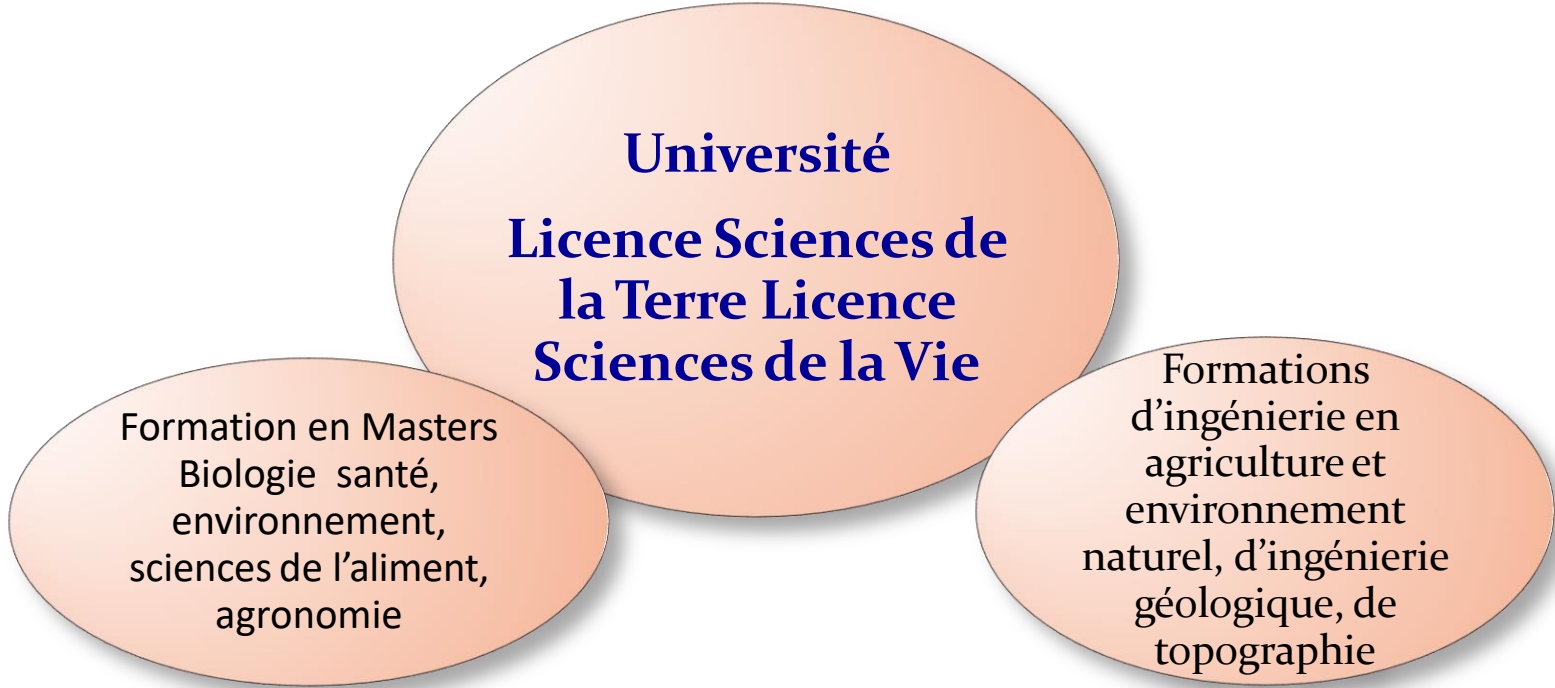 Université
Licence Sciences de
la Terre Licence
Sciences de la Vie
Formation en Masters
Biologie  santé,
environnement,
sciences de l’aliment,
agronomie
Formations
d’ingénierie en
agriculture et
environnement
naturel, d’ingénierie
géologique, de
topographie